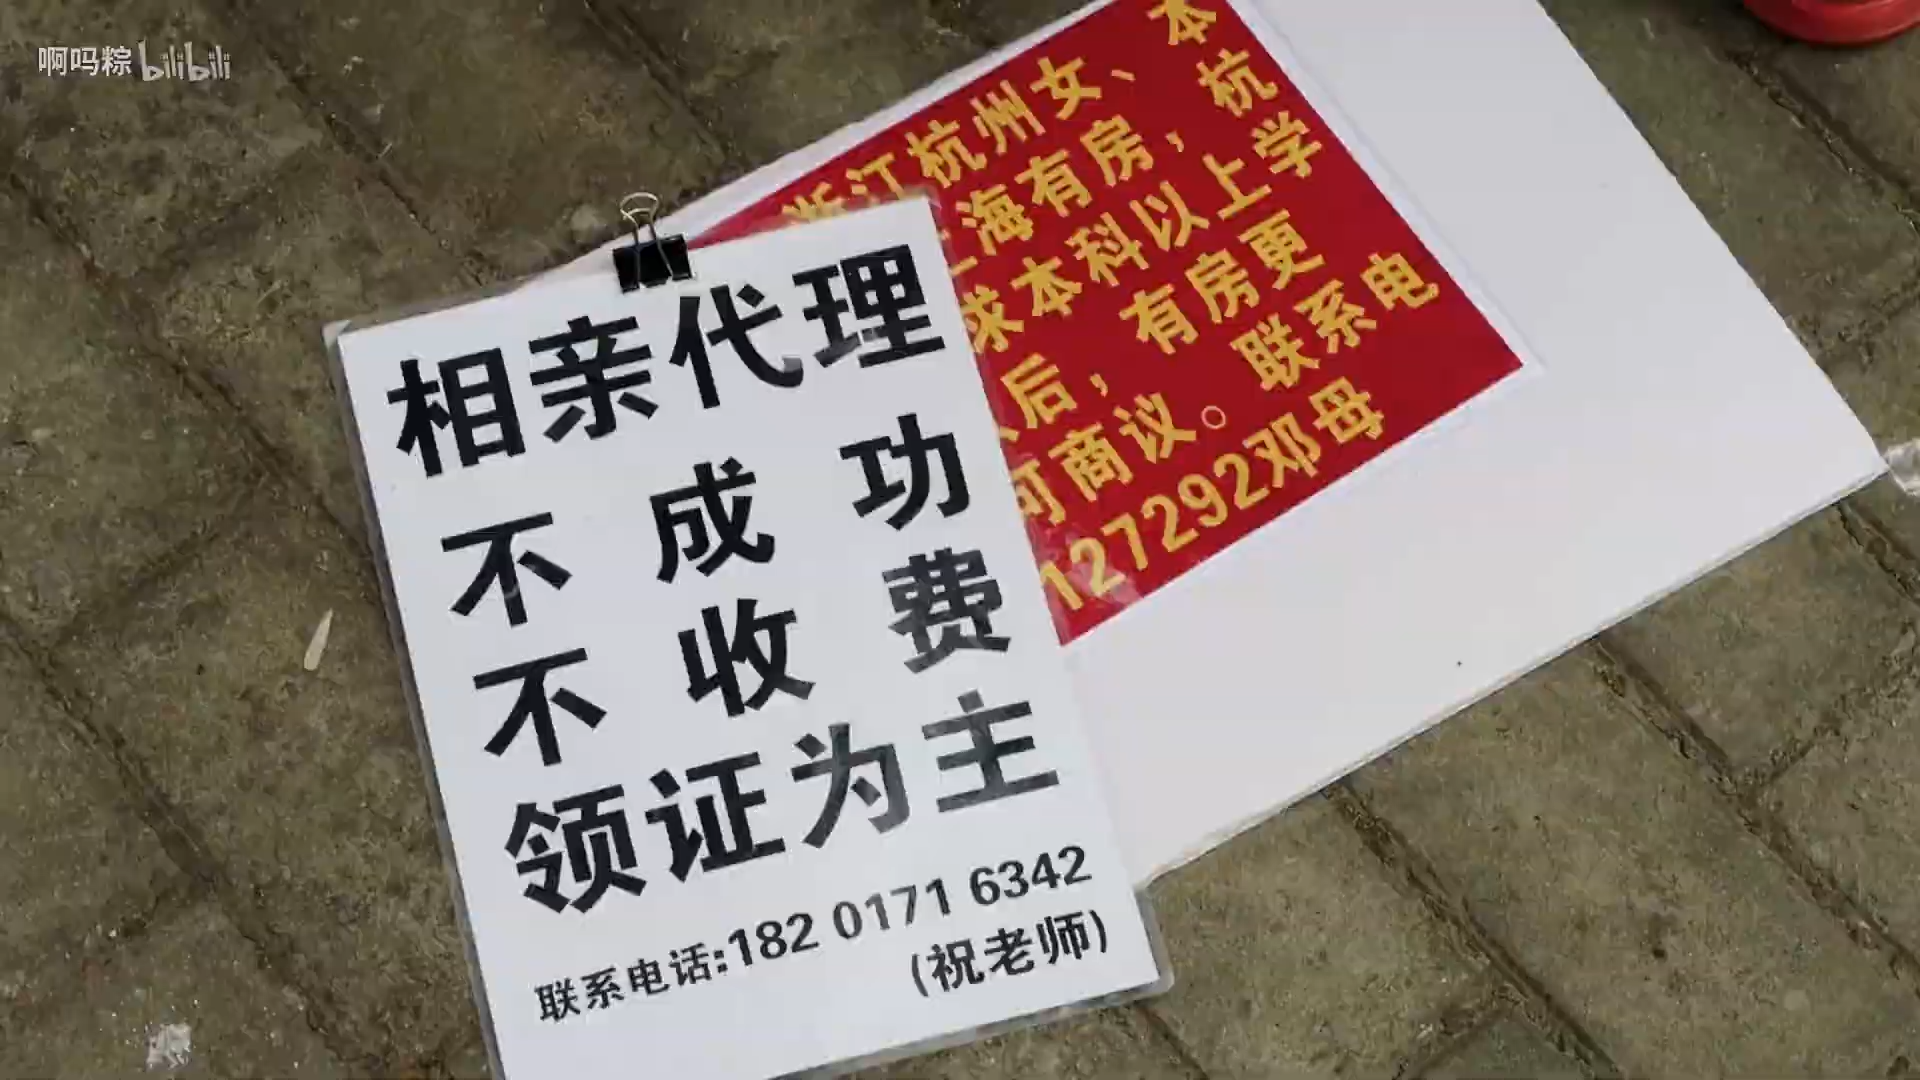 啊吗粽 bilibili
相亲代理
不成功
不收费
领证为主
联系电话:182 0171 6342
(祝老师)
浙江杭州女、本
海有房，杭
求本科以上学
后，有房更
可商议。联系电
127292邓母